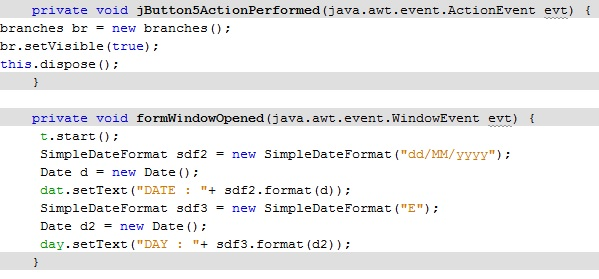 private void jButton5ActionPerformed(java.awt.event.ActionEvent evt) {
branches br = new branches();
br.setVisible(true);
this.dispose();
}
private void formWindowOpened(java.awt.event.WindowEvent evt) {
t.start();
SimpleDateFormat sdf2 = new SimpleDateFormat("dd/MM/yyyy");
Date d = new Date();
dat.setText("DATE : "+ sdf2.format(d));
SimpleDateFormat sdf3 = new SimpleDateFormat("E");
Date d2 = new Date();
day.setText("DAY : "+ sdf3.format(d2));
}